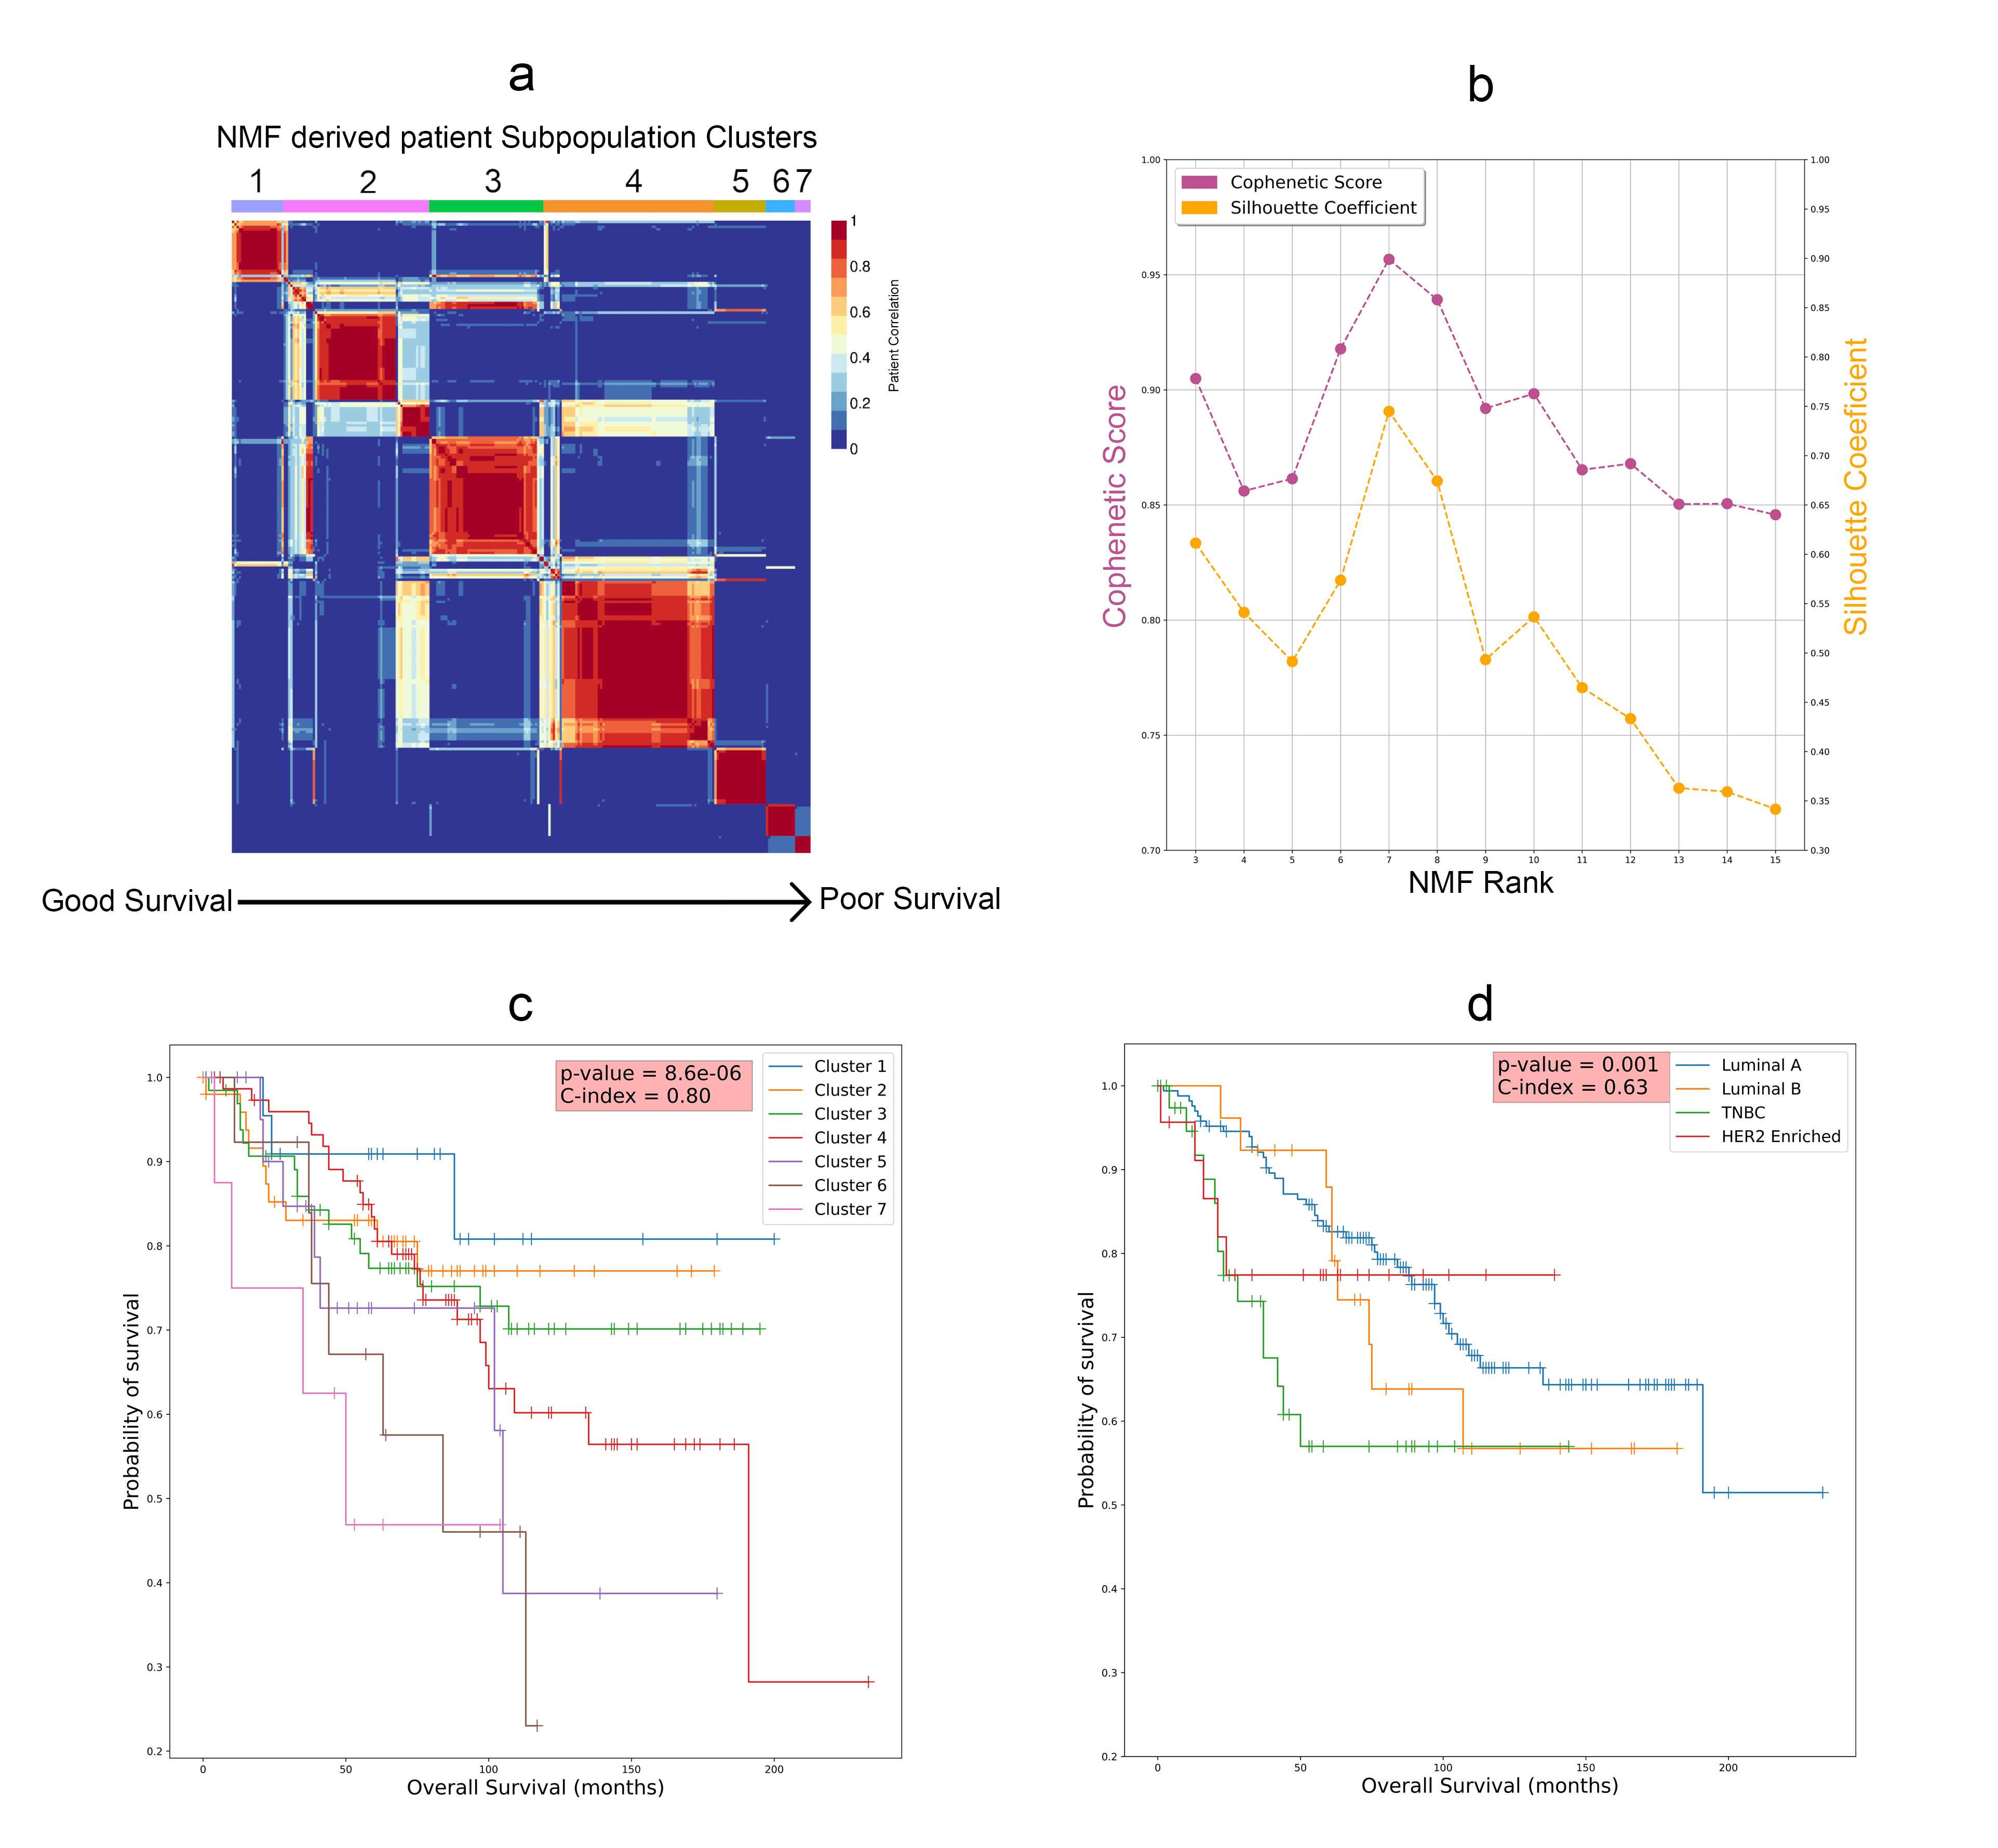 a
NMF derived patient Subpopulation Clusters
1 2 3 4 5 6 7
1
0.8
0.6
0.4
0.2
0
Patient Correlation
Good Survival
Poor Survival
b
Cophenetic Score
Silhouette Coefficient
1.00
0.95
0.90
0.85
0.80
0.75
0.70
Cophenetic Score
1.00
0.95
0.90
0.85
0.80
0.75
0.70
0.65
0.60
0.55
0.50
0.45
0.40
0.35
0.30
Silhouette Coeeficient
3 4 5 6 7 8 9 10 11 12 13 14 15
NMF Rank
c
p-value = 8.6e-06
C-index = 0.80
Cluster 1
Cluster 2
Cluster 3
Cluster 4
Cluster 5
Cluster 6
Cluster 7
1.0
0.9
0.8
0.7
0.6
0.5
0.4
0.3
0.2
Probability of survival
0 50 100 150 200
Overall Survival (months)
d
p-value = 0.001
C-index = 0.63
Luminal A
Luminal B
TNBC
HER2 Enriched
1.0
0.9
0.8
0.7
0.6
0.5
0.4
0.3
0.2
Probability of survival
0 50 100 150 200
Overall Survival (months)